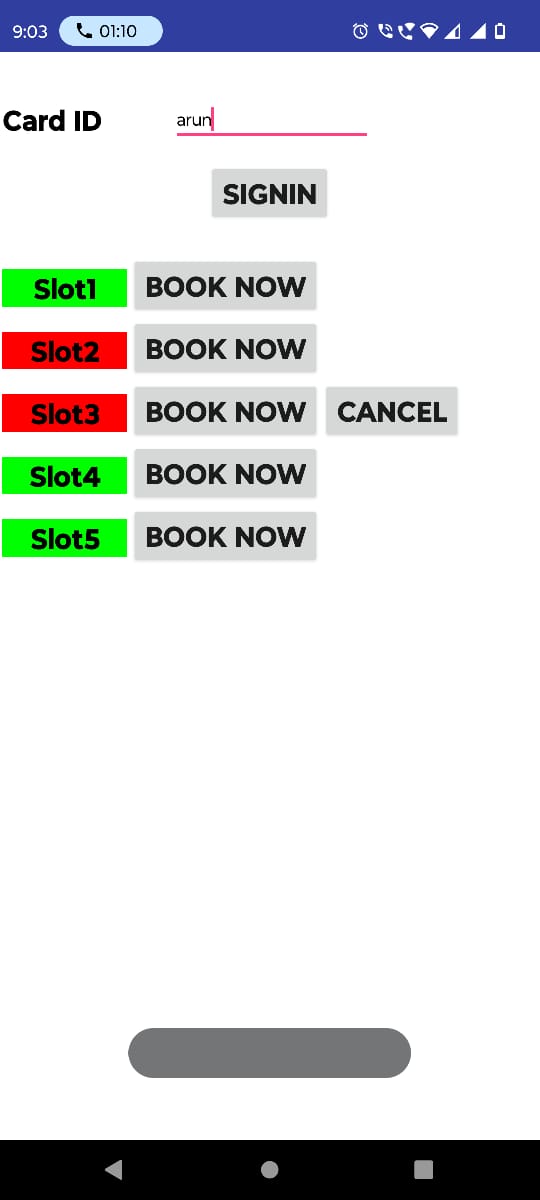 9:03 01:10
Card ID arun
SIGNIN
Slot1 BOOK NOW
Slot2 BOOK NOW
Slot3 BOOK NOW CANCEL
Slot4 BOOK NOW
Slot5 BOOK NOW